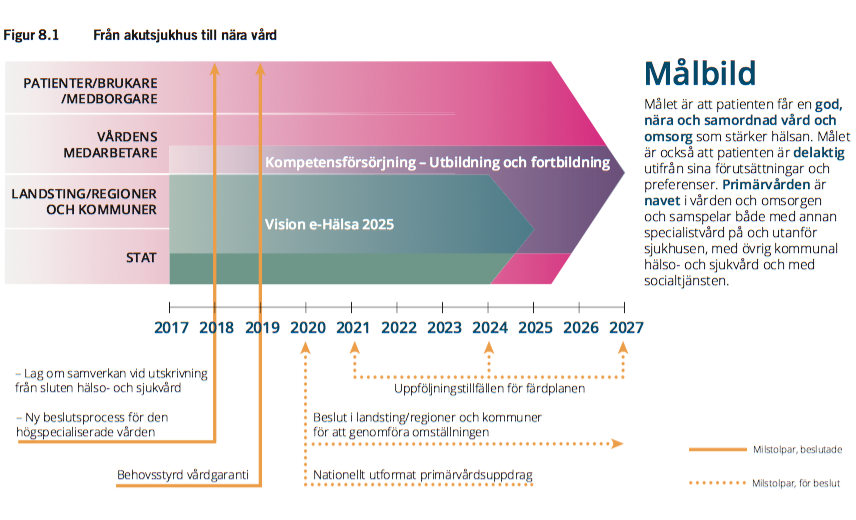 Figur 8.1 Från akutsjukhus till nära vård
PATIENTER/BRUKARE
/MEDBORGARE
VÅRDENS
MEDARBETARE
LANDSTING/REGIONER
OCH KOMMUNER
STAT
Kompetensförsörjning – Utbildning och fortbildning
Vision e-Hälsa 2025
Målbild
Målet är att patienten får en god,
nära och samordnad vård och
omsorg som stärker hälsan. Målet
är också att patienten är delaktig
utifrån sina förutsättningar och
preferenser. Primärvården är
navet i vården och omsorgen
och samspelar både med annan
specialistvård på och utanför
sjukhusen, med övrig kommunal
hälso- och sjukvård och med
socialtjänsten.
2017 2018 2019 2020 2021 2022 2023 2024 2025 2026 2027
– Lag om samverkan vid utskrivning
från sluten hälso- och sjukvård
– Ny beslutsprocess för den
högspecialiserade vården
Behovsstyrd vårdgaranti
Uppföljningstillfällen för färdplanen
Beslut i landsting/regioner och kommuner
för att genomföra omställningen
Nationellt utformat primärvårdsuppdrag
Milstolpar, beslutade
Milstolpar, för beslut